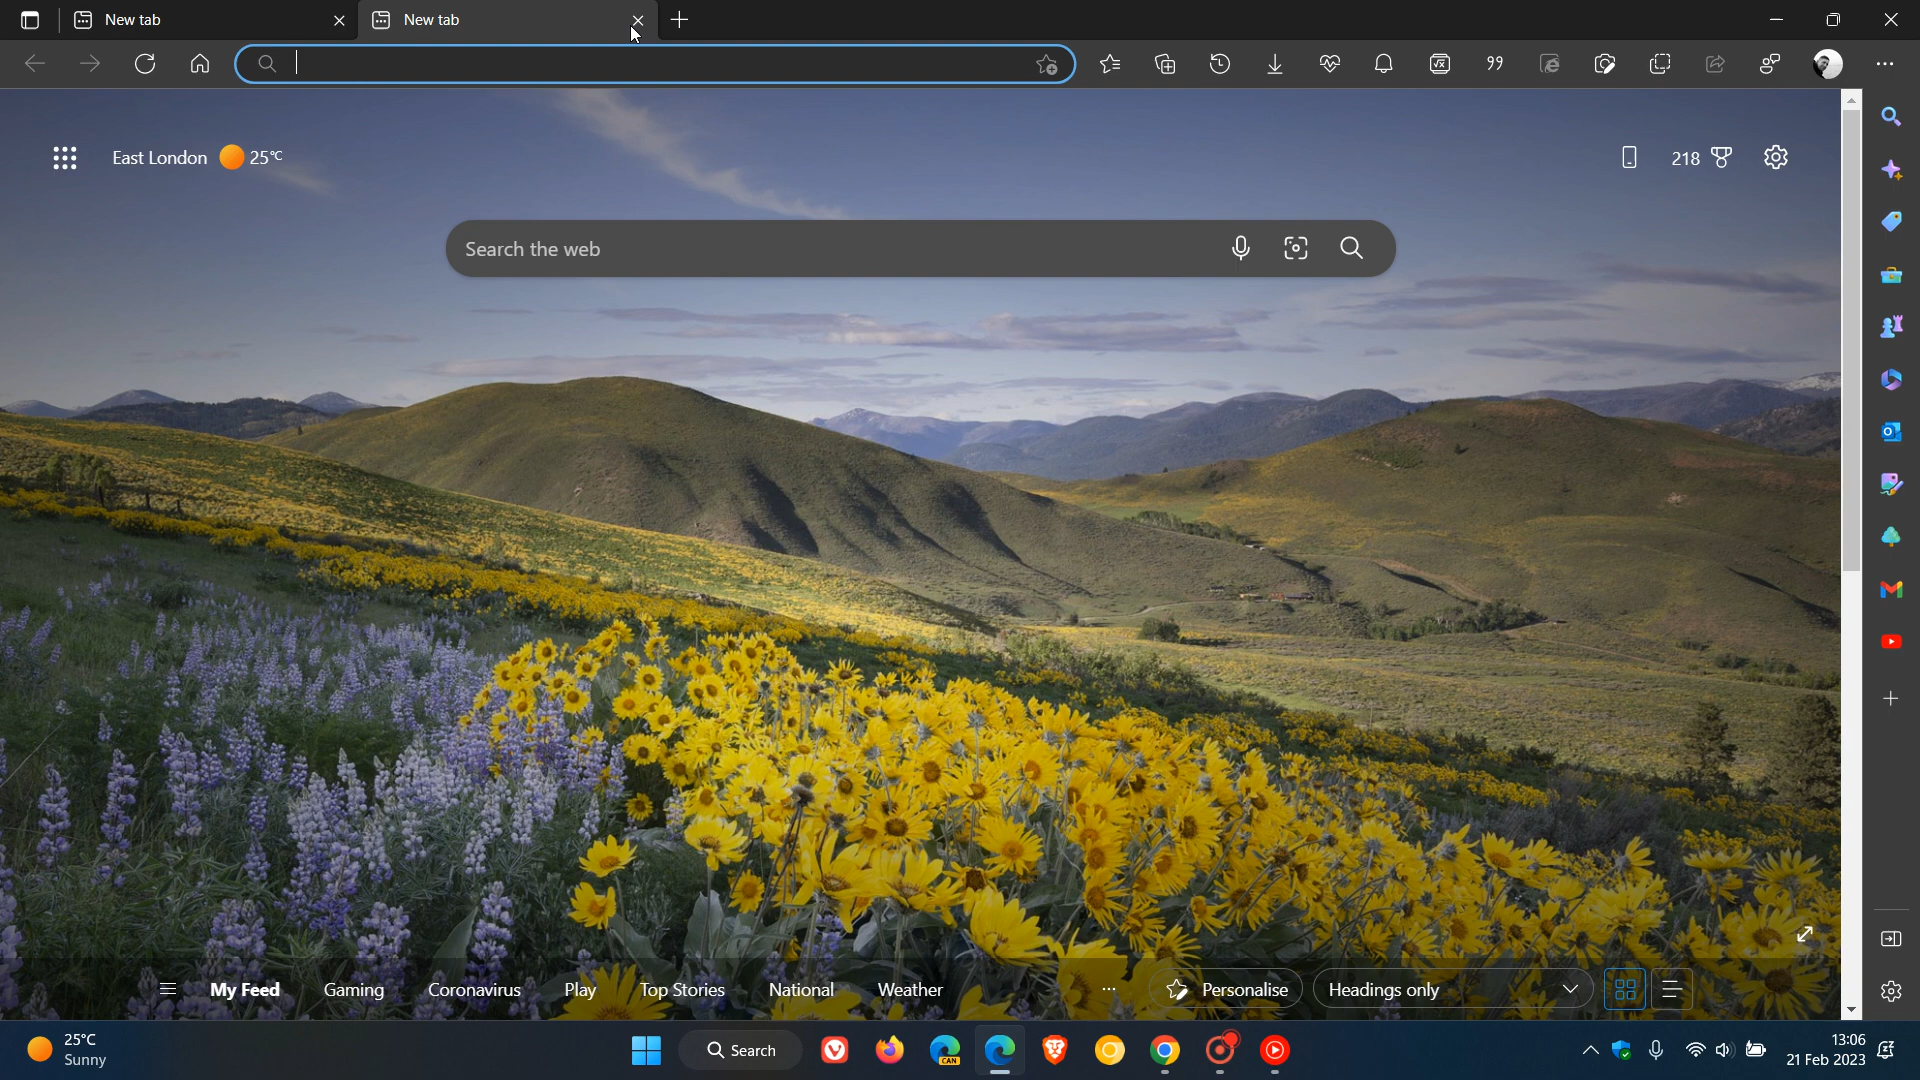 New tab
New tab
East London 25°C
218
Search the web
My Feed Gaming Coronavirus Play Top Stories National Weather ... Personalise Headings only
25°C
Sunny
Search
CAN
13:06
21 Feb 2023